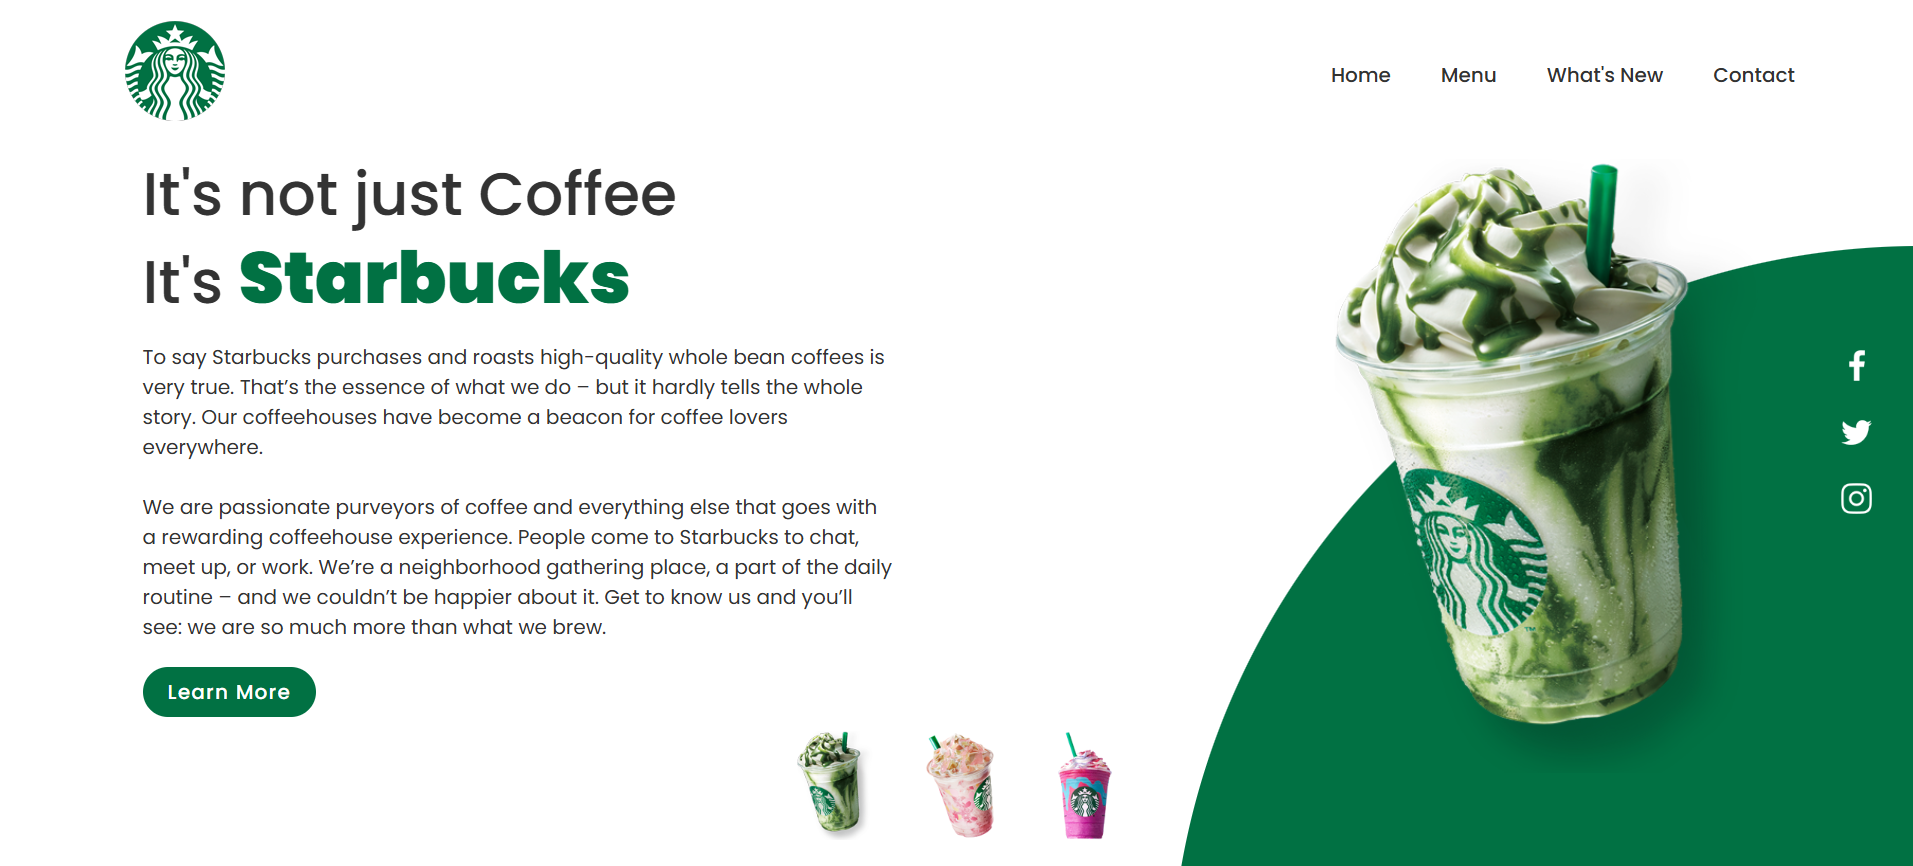 Home Menu What's New Contact
It's not just Coffee
It's Starbucks
To say Starbucks purchases and roasts high-quality whole bean coffees is
very true. That’s the essence of what we do – but it hardly tells the whole
story. Our coffeehouses have become a beacon for coffee lovers
everywhere.
We are passionate purveyors of coffee and everything else that goes with
a rewarding coffeehouse experience. People come to Starbucks to chat,
meet up, or work. We’re a neighborhood gathering place, a part of the daily
routine – and we couldn’t be happier about it. Get to know us and you’ll
see: we are so much more than what we brew.
Learn More
TM